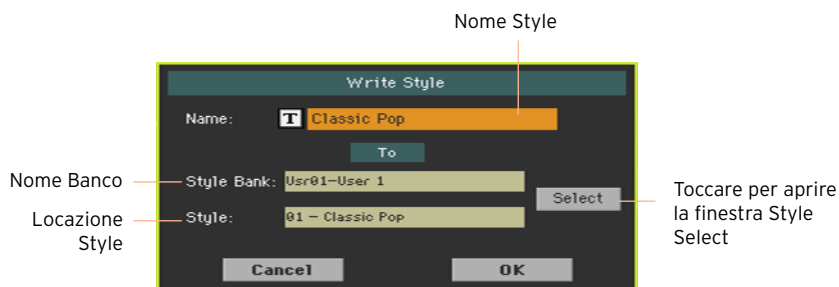 Nome Style
Write Style
Name: T Classic Pop
To
Nome Banco
Style Bank: Usr01-User 1
Select
Toccare per aprire
la finestra Style
Select
Locazione
Style
Style: 01 - Classic Pop
Cancel OK